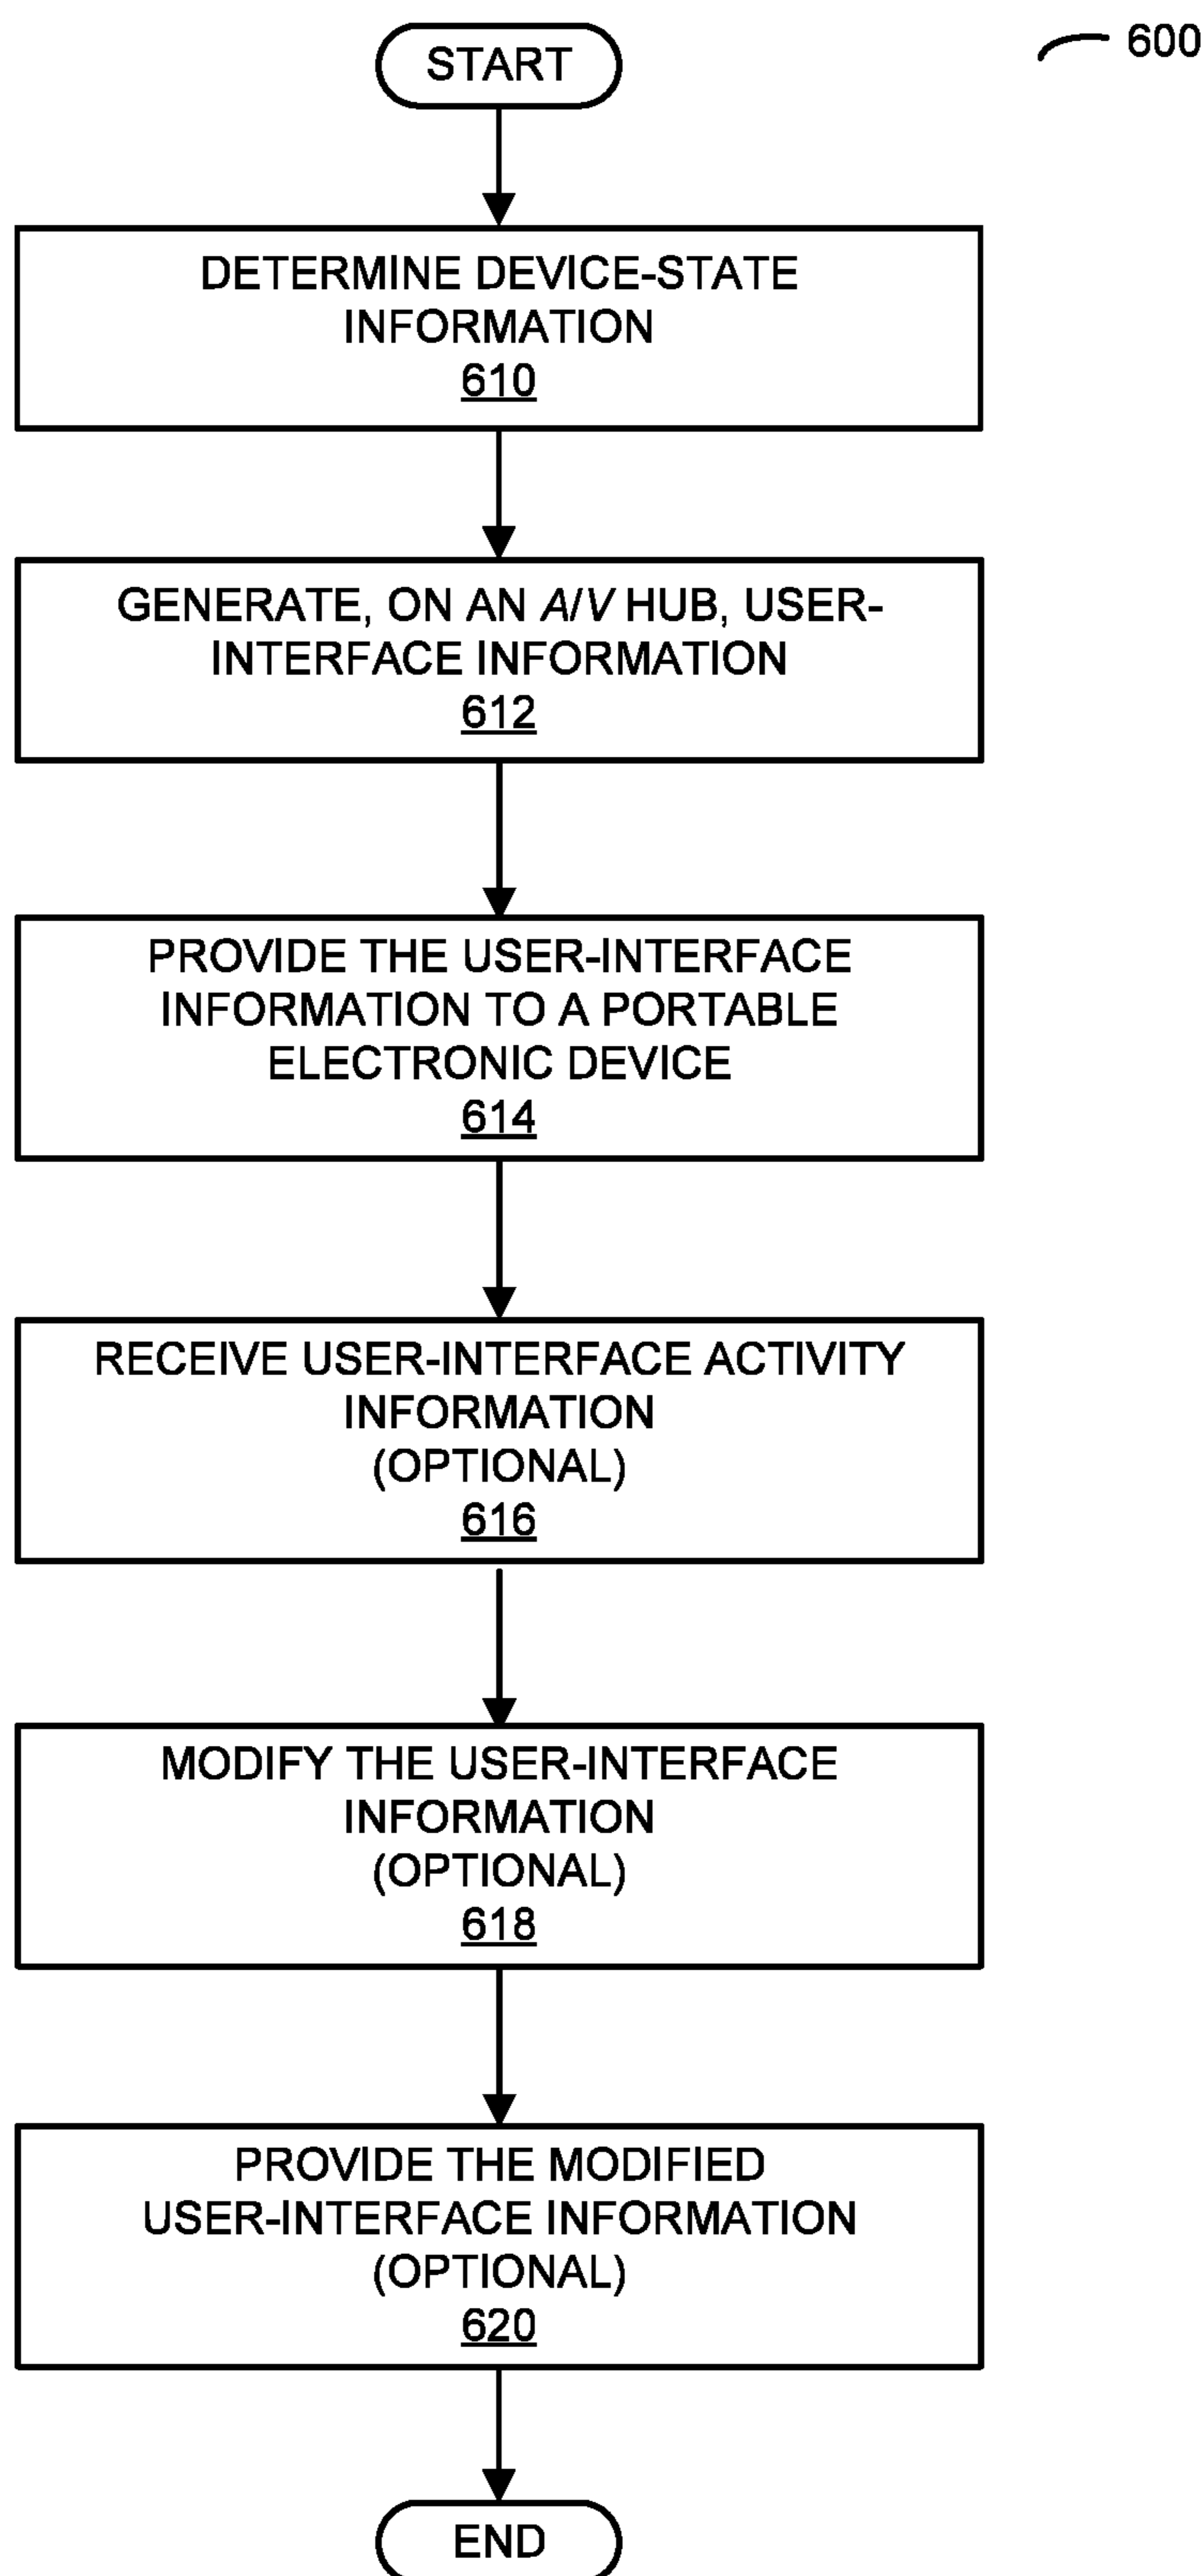 START
600
DETERMINE DEVICE-STATE
INFORMATION
610
GENERATE, ON AN A/V HUB, USER-
INTERFACE INFORMATION
612
PROVIDE THE USER-INTERFACE
INFORMATION TO A PORTABLE
ELECTRONIC DEVICE
614
RECEIVE USER-INTERFACE ACTIVITY
INFORMATION
(OPTIONAL)
616
MODIFY THE USER-INTERFACE
INFORMATION
(OPTIONAL)
618
PROVIDE THE MODIFIED
USER-INTERFACE INFORMATION
(OPTIONAL)
620
END